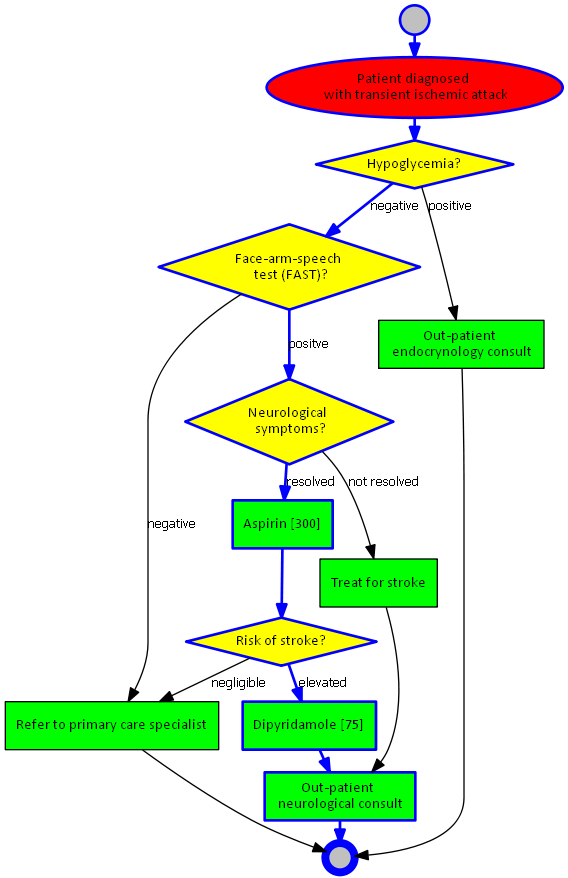 Patient diagnosed
with transient ischemic attack
Hypoglycemia?
negative
positive
Face-arm-speech
test (FAST)?
Out-patient
endocrynology consult
positve
Neurological
symptoms?
resolved
not resolved
Aspirin [300]
negative
Treat for stroke
Risk of stroke?
negligible
elevated
Refer to primary care specialist
Dipyridamole [75]
Out-patient
neurological consult